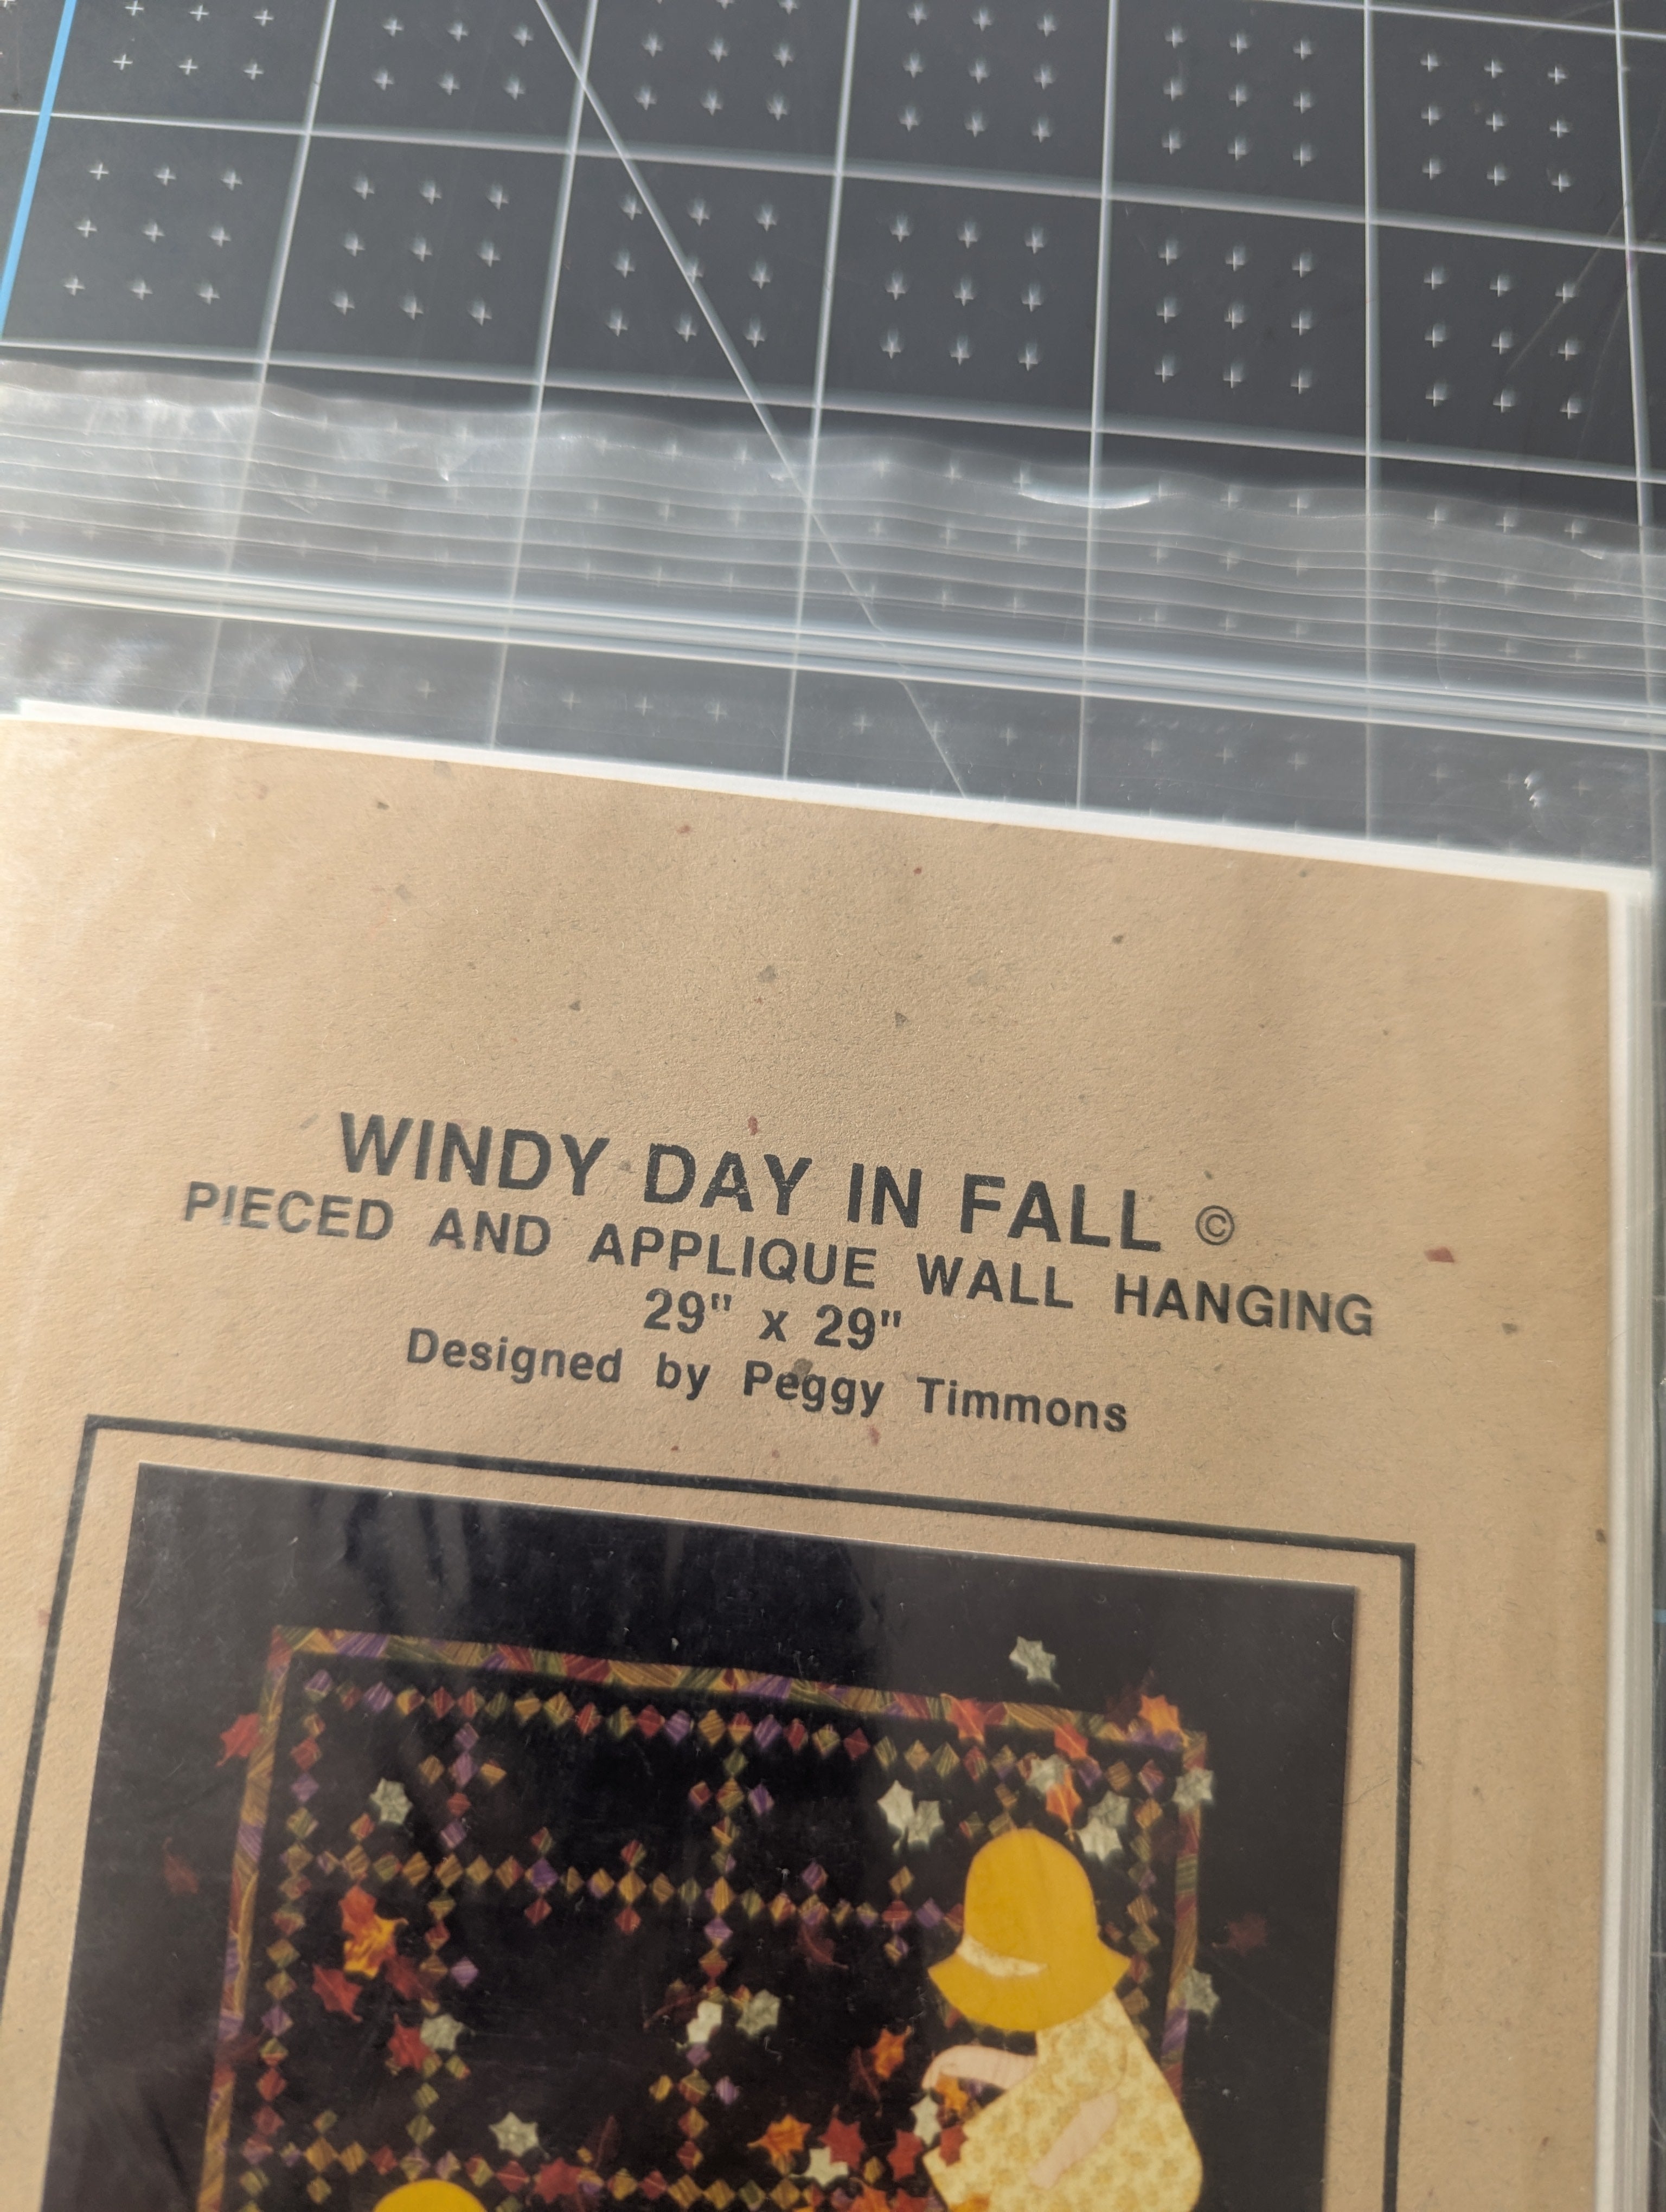 WINDY DAY IN FALL ©
PIECED AND APPLIQUE WALL HANGING
29" x 29"
Designed by Peggy Timmons